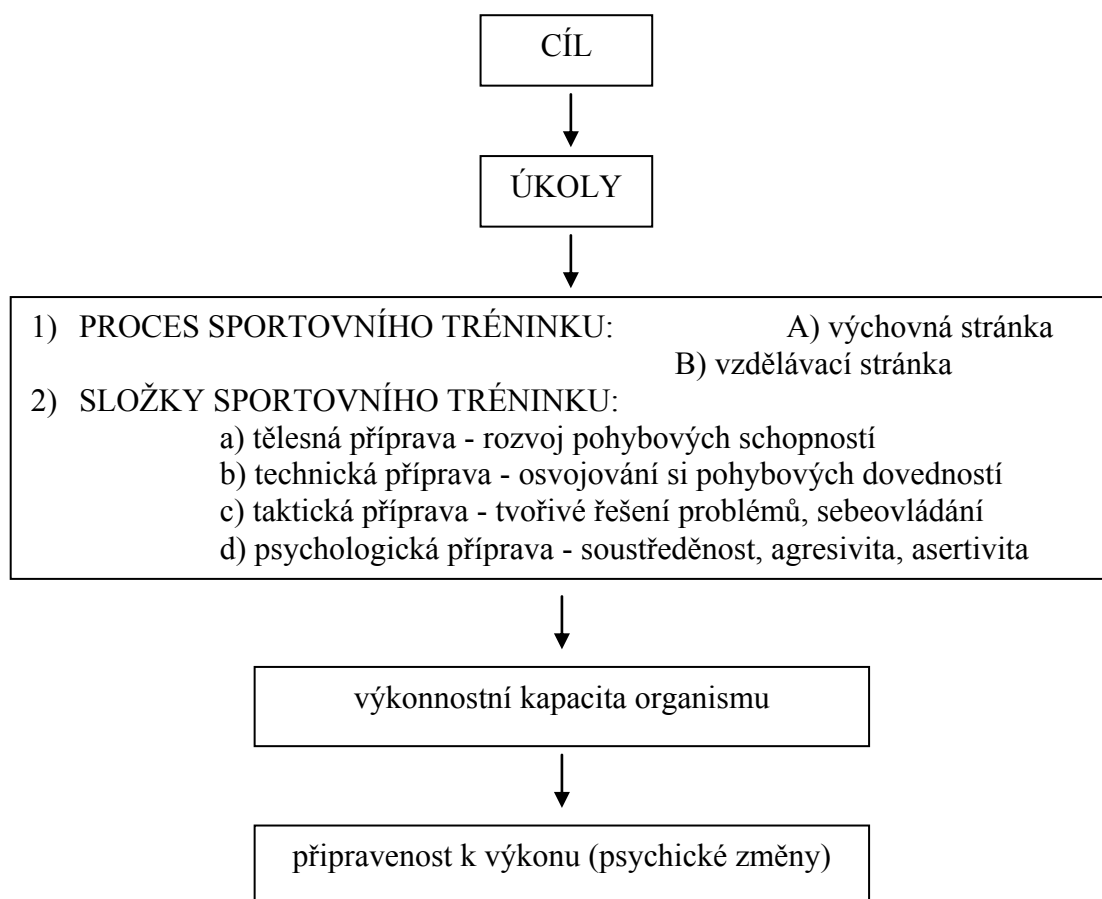 CÍL
ÚKOLY
1) PROCES SPORTOVNÍHO TRÉNINKU: A) výchovná stránka
B) vzdělávací stránka
2) SLOŽKY SPORTOVNÍHO TRÉNINKU:
a) tělesná příprava - rozvoj pohybových schopností
b) technická příprava - osvojování si pohybových dovedností
c) taktická příprava - tvořivé řešení problémů, sebeovládání
d) psychologická příprava - soustředěnost, agresivita, asertivita
výkonnostní kapacita organismu
připravenost k výkonu (psychické změny)